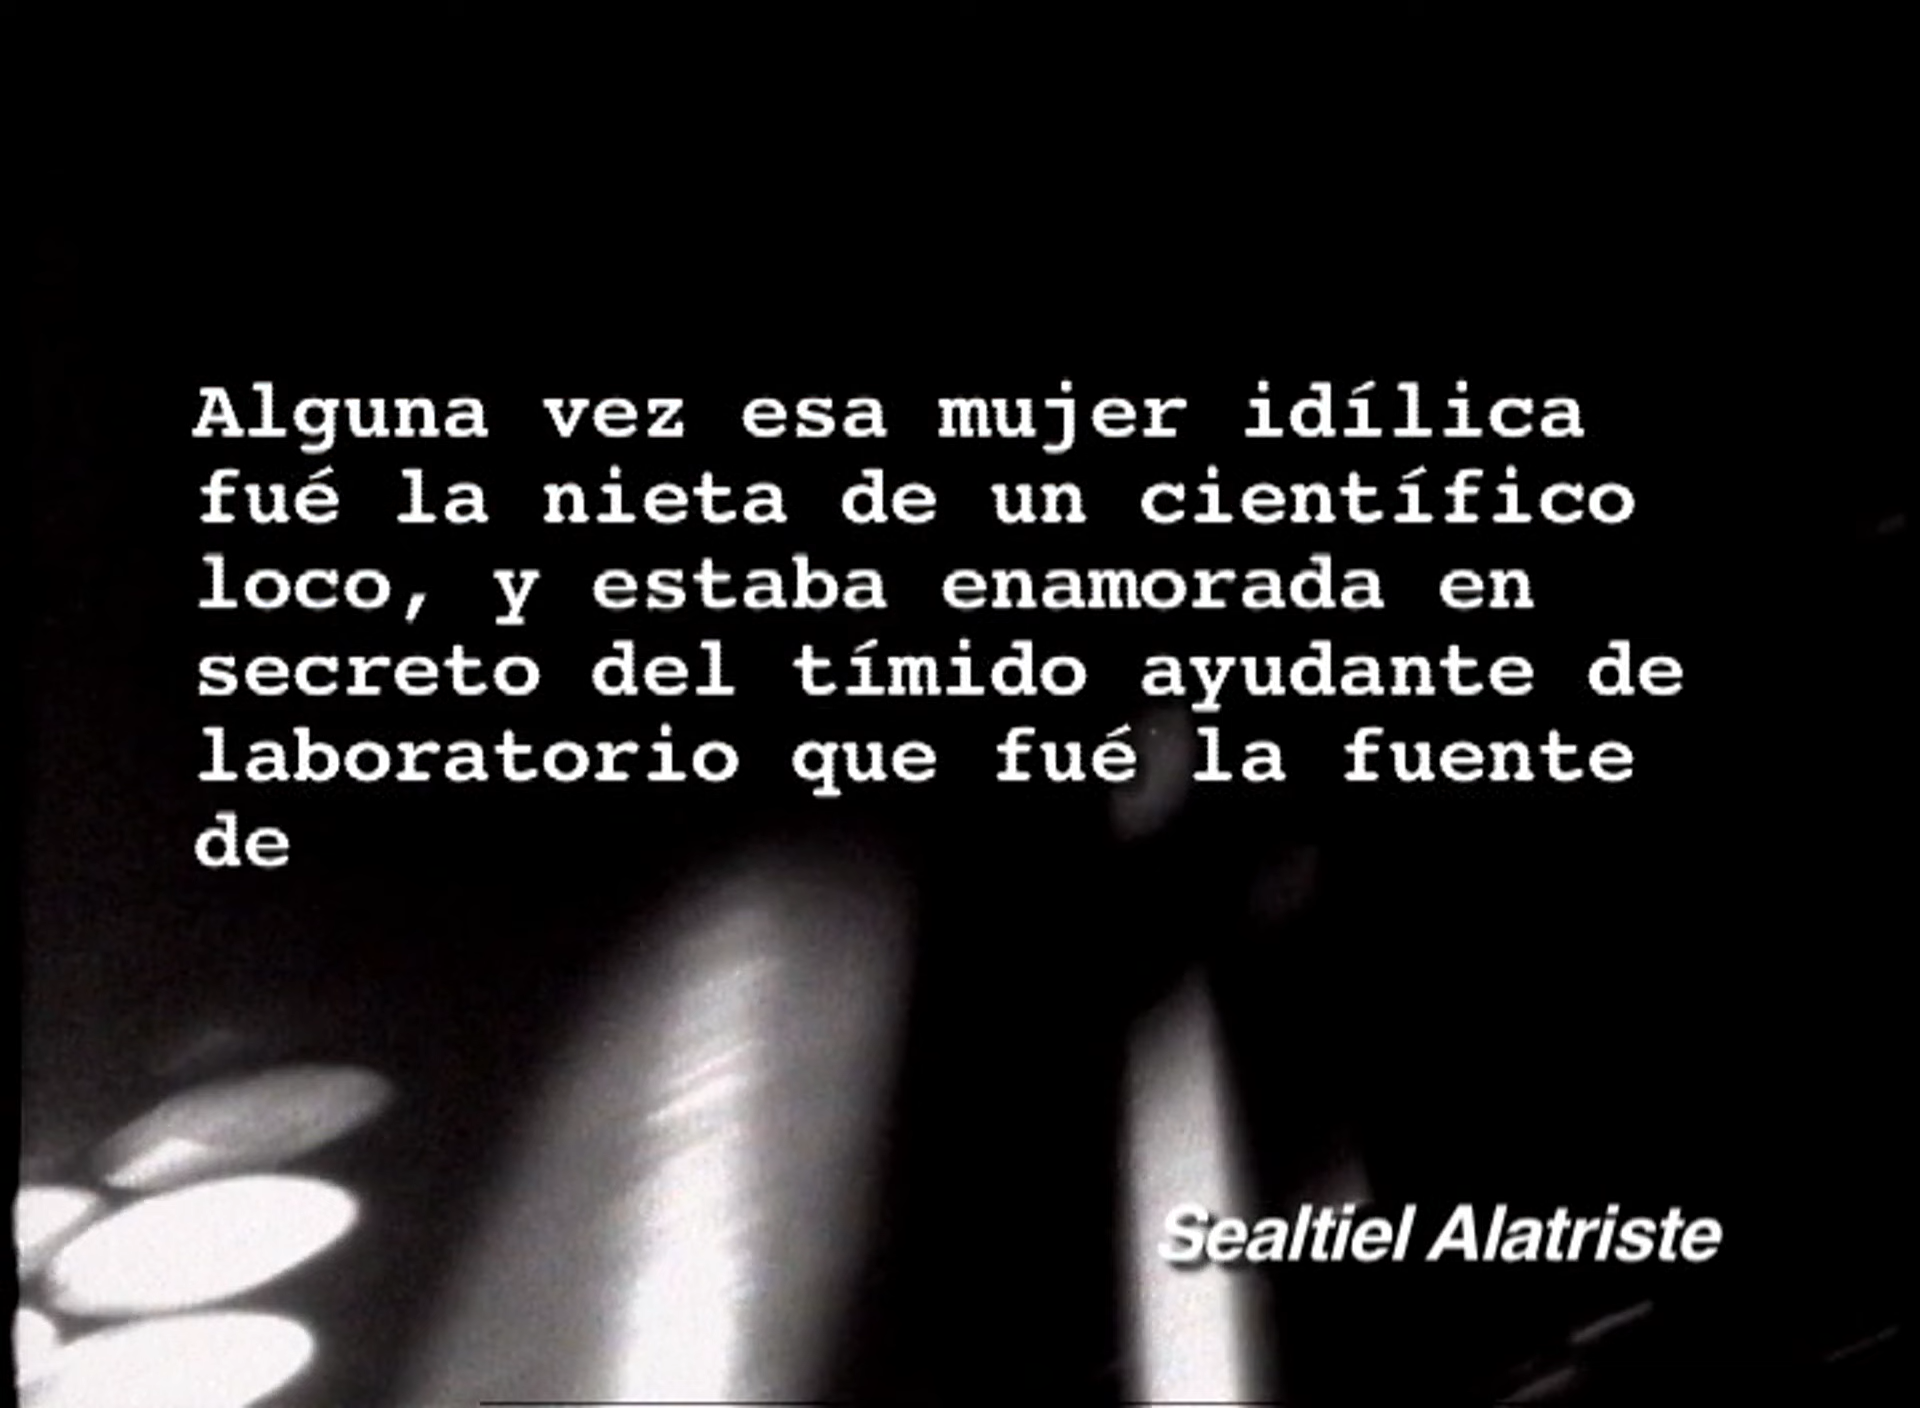 Alguna vez esa mujer idílica
fué la nieta de un científico
loco, y estaba enamorada en
secreto del tímido ayudante de
laboratorio que fué la fuente
de
Sealtiel Alatriste